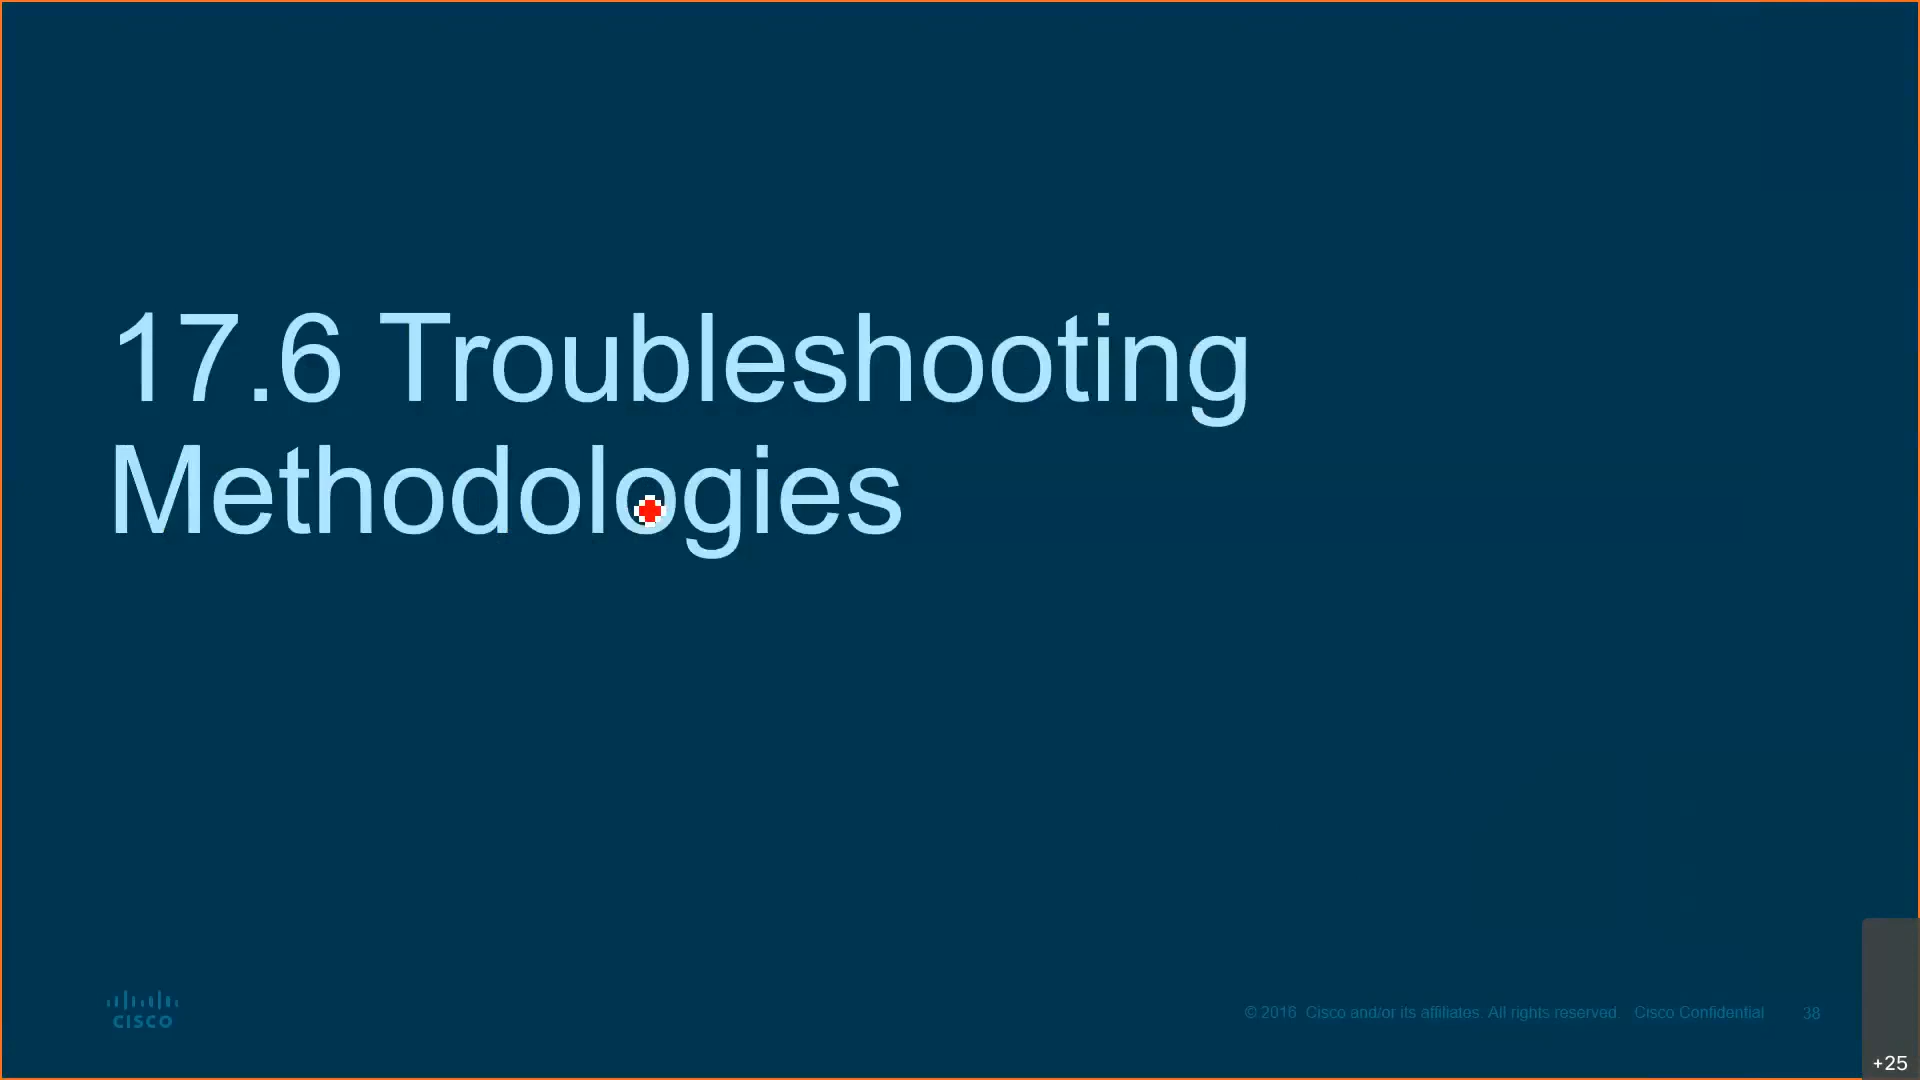 17.6 Troubleshooting
Methodologies
CISCO
© 2016 Cisco and/or its affiliates. All rights reserved. Cisco Confidential 38
+25